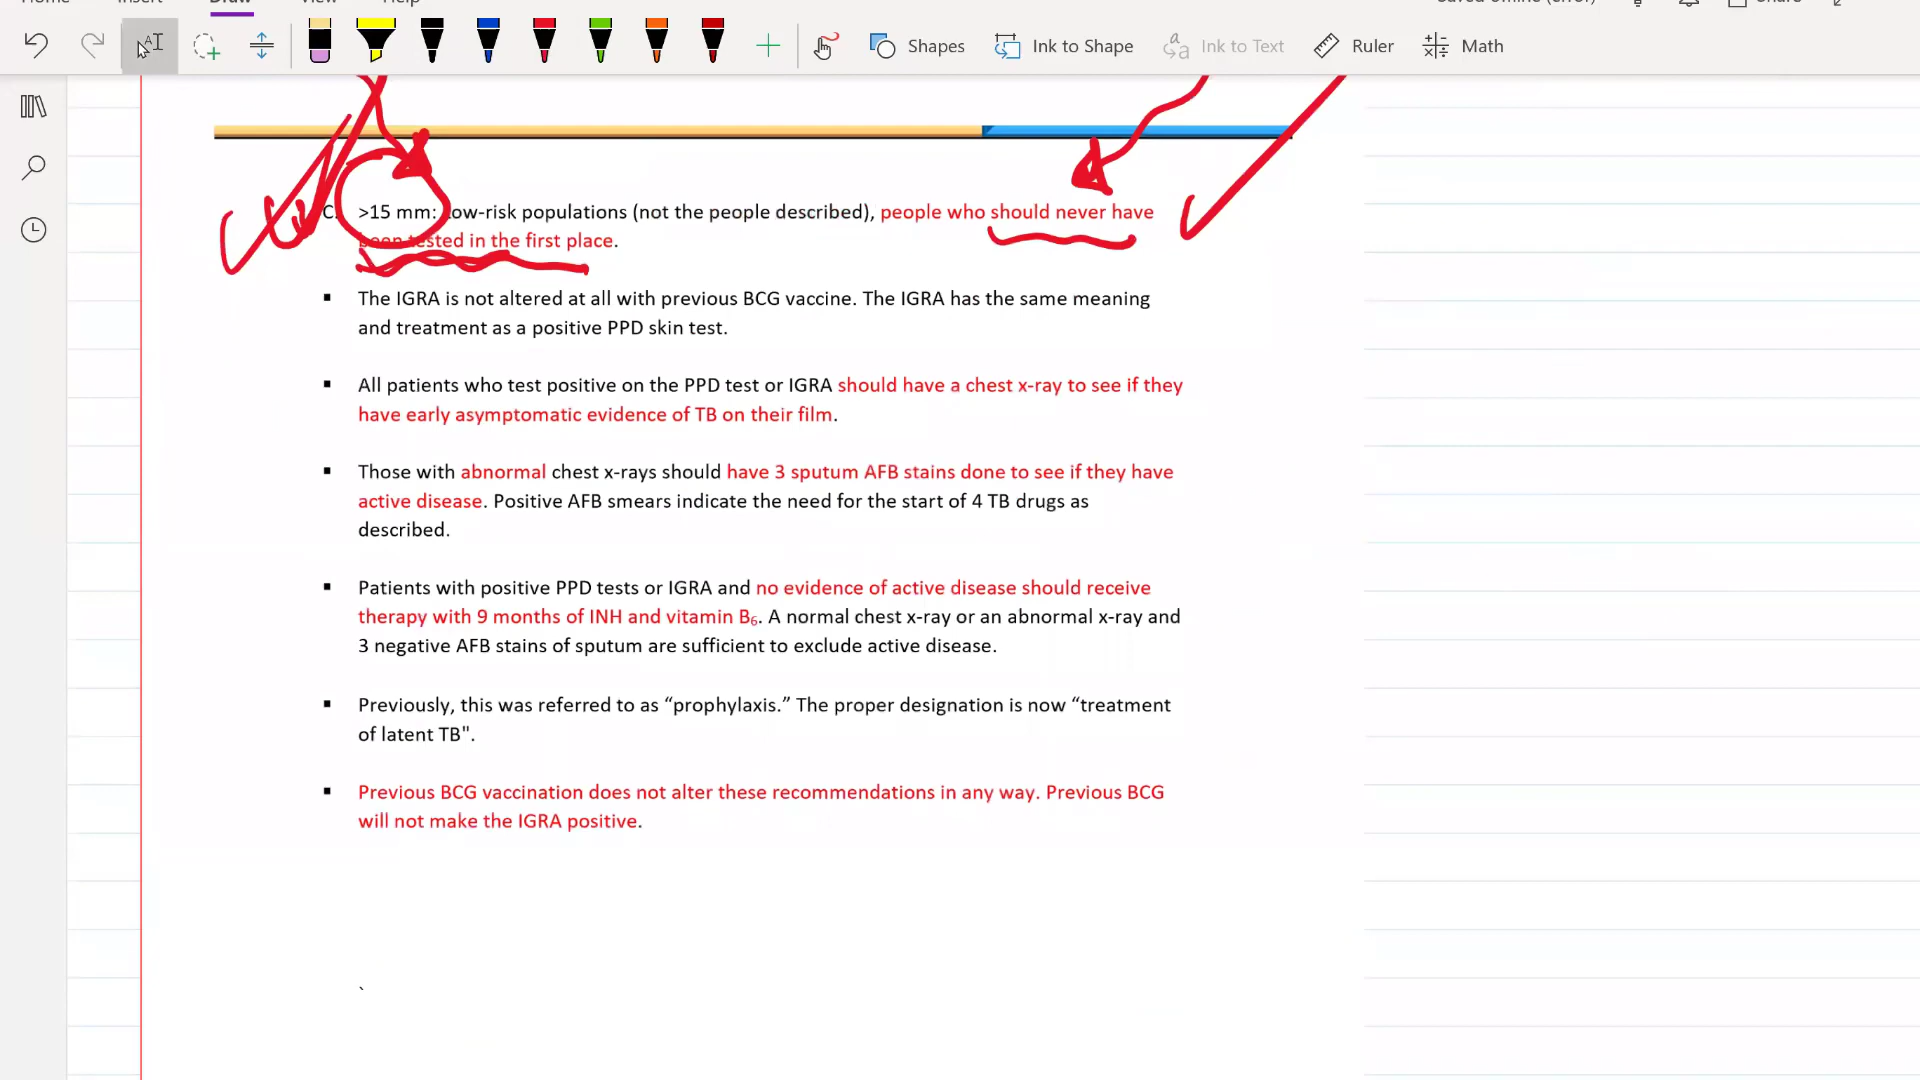 Home Insert Draw View Help Saved online (error) Share
Shapes Ink to Shape Ink to Text Ruler Math
C. >15 mm: Low-risk populations (not the people described), people who should never have
been tested in the first place.
▪ The IGRA is not altered at all with previous BCG vaccine. The IGRA has the same meaning
and treatment as a positive PPD skin test.
▪ All patients who test positive on the PPD test or IGRA should have a chest x-ray to see if they
have early asymptomatic evidence of TB on their film.
▪ Those with abnormal chest x-rays should have 3 sputum AFB stains done to see if they have
active disease. Positive AFB smears indicate the need for the start of 4 TB drugs as
described.
▪ Patients with positive PPD tests or IGRA and no evidence of active disease should receive
therapy with 9 months of INH and vitamin B₆. A normal chest x-ray or an abnormal x-ray and
3 negative AFB stains of sputum are sufficient to exclude active disease.
▪ Previously, this was referred to as “prophylaxis.” The proper designation is now “treatment
of latent TB".
▪ Previous BCG vaccination does not alter these recommendations in any way. Previous BCG
will not make the IGRA positive.
`